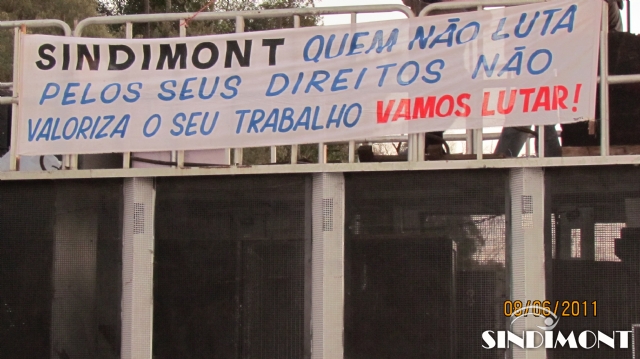 SINDIMONT QUEM NÃO LUTA
PELOS SEUS DIREITOS NÃO
VALORIZA O SEU TRABALHO VAMOS LUTAR!
08/06/2011
SINDIMONT